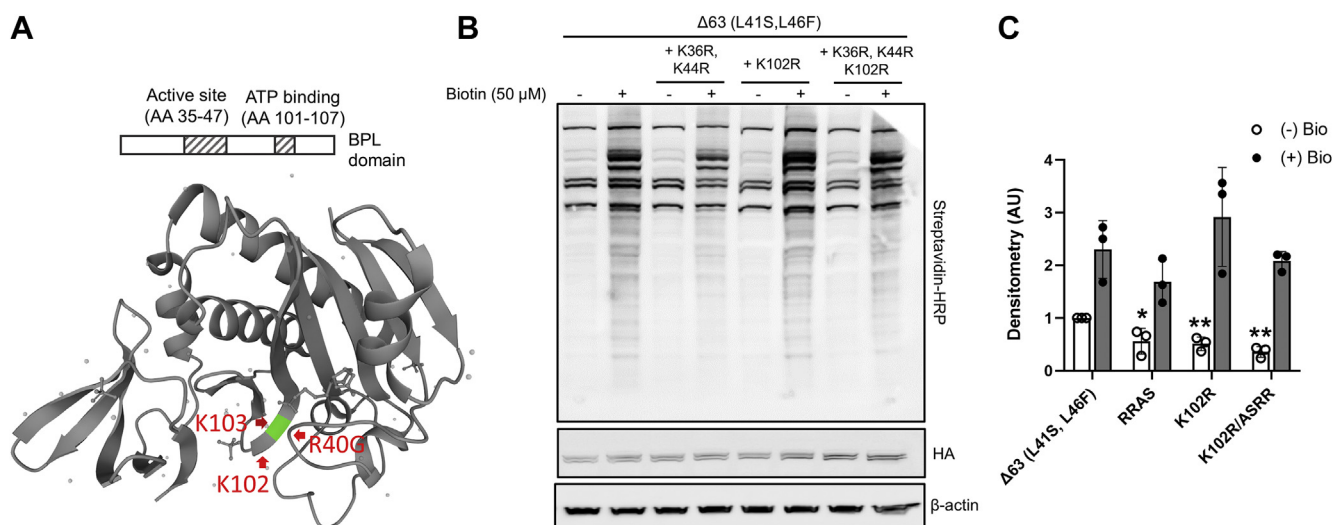 A
Active site
(AA 35-47)
ATP binding
(AA 101-107)
BPL
domain
K103
R40G
K102
B
Δ63 (L41S,L46F)
+ K36R,
K44R
+ K102R
+ K36R, K44R
K102R
Biotin (50 µM)
- + - + - + - +
Streptavidin-HRP
HA
β-actin
C
(-) Bio
(+) Bio
Densitometry (AU)
4
3
2
1
0
*
**
**
Δ63 (L41S, L46F)
RRAS
K102R
K102R/ASRR